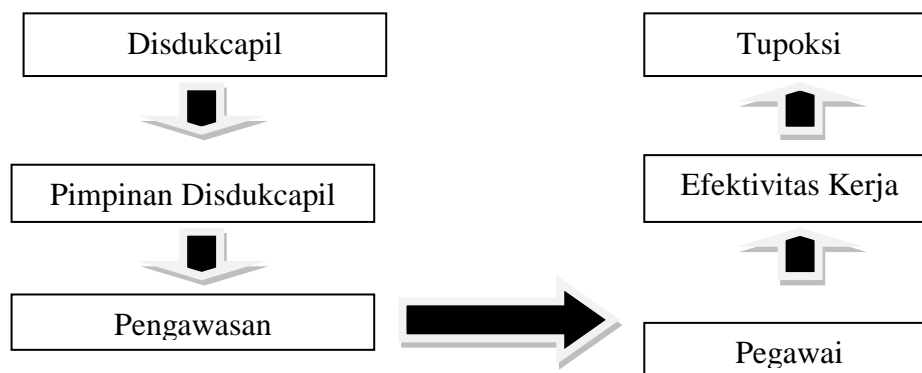 Disdukcapil
Tupoksi
Pimpinan Disdukcapil
Efektivitas Kerja
Pengawasan
Pegawai